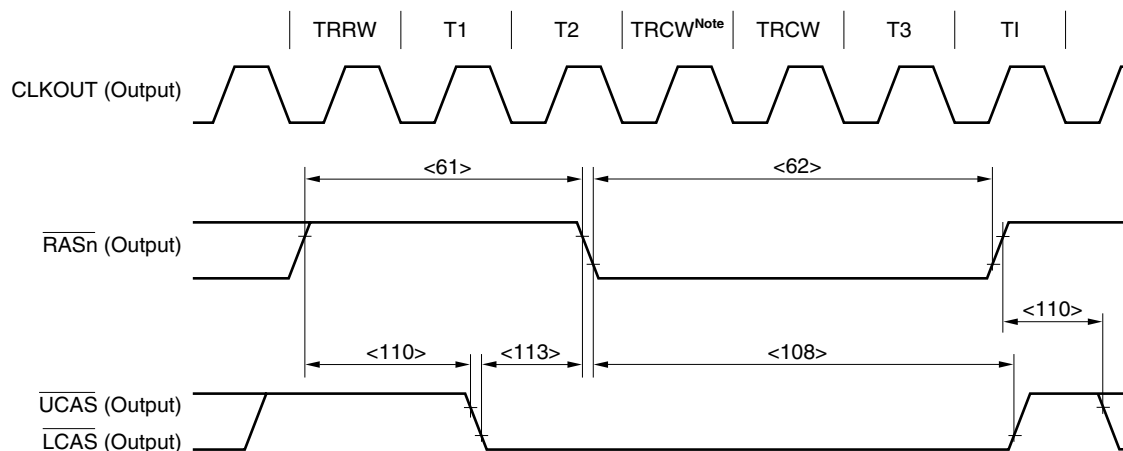 TRRW T1 T2 TRCWNote TRCW T3 TI
CLKOUT (Output)
<61> <62>
RASn (Output)
<110>
<110> <113> <108>
UCAS (Output)
LCAS (Output)